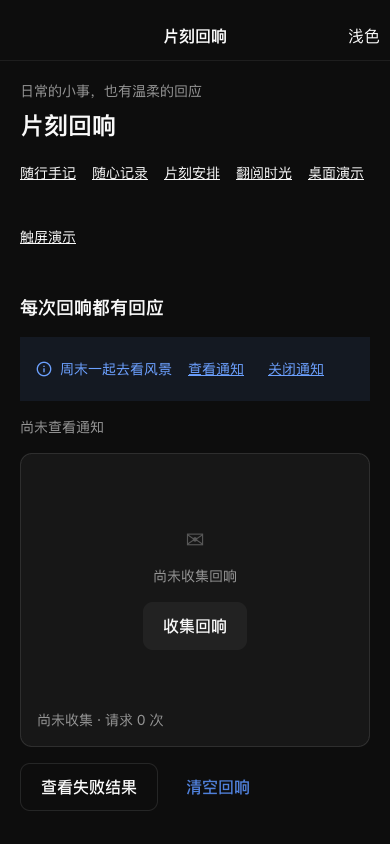 片刻回响 浅色
日常的小事，也有温柔的回应
片刻回响
随行手记 随心记录 片刻安排 翻阅时光 桌面演示
触屏演示
每次回响都有回应
周末一起去看风景 查看通知 关闭通知
尚未查看通知
尚未收集回响
收集回响
尚未收集 · 请求 0 次
查看失败结果 清空回响